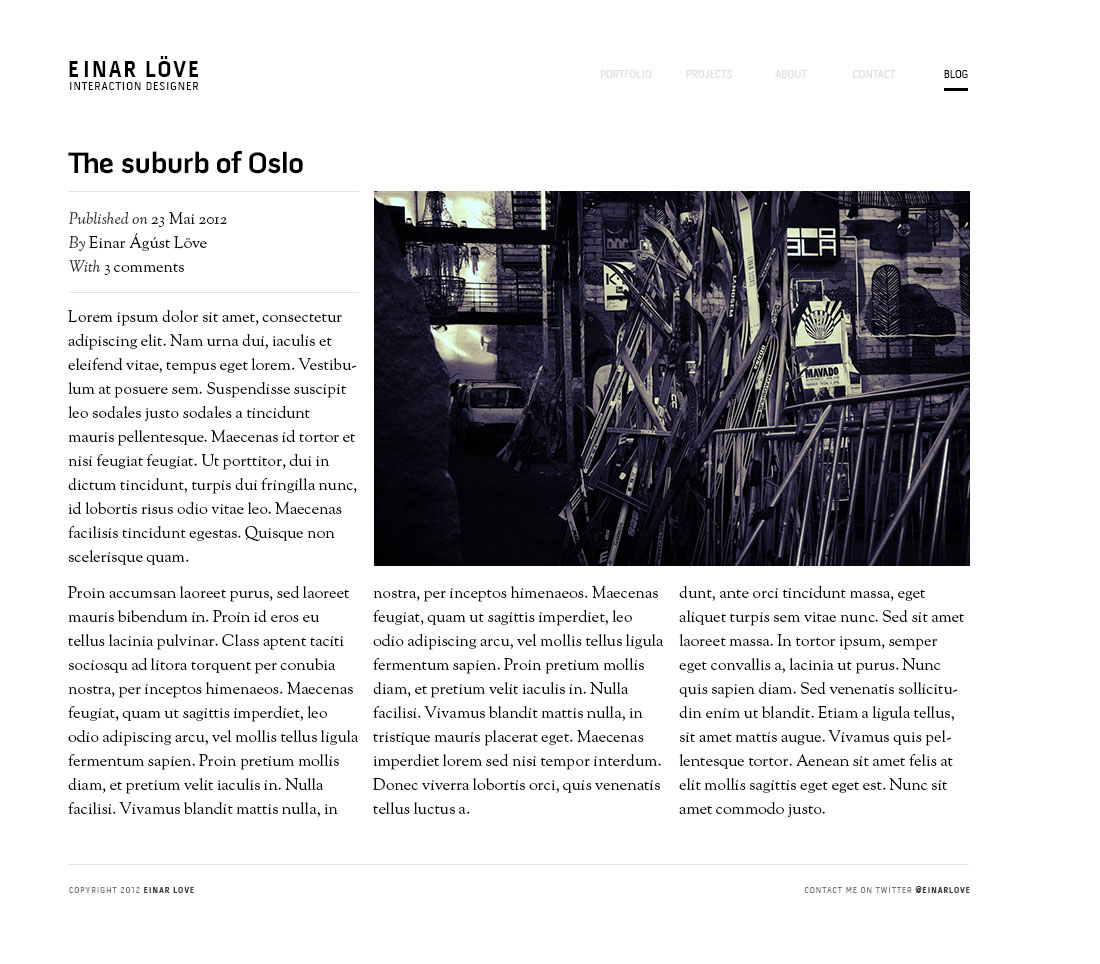 EINAR LÖVE
INTERACTION DESIGNER
PORTFOLIO PROJECTS ABOUT CONTACT BLOG
The suburb of Oslo
Published on 23 Mai 2012
By Einar Ágúst Löve
With 3 comments
Lorem ipsum dolor sit amet, consectetur
adipiscing elit. Nam urna dui, iaculis et
eleifend vitae, tempus eget lorem. Vestibu-
lum at posuere sem. Suspendisse suscipit
leo sodales justo sodales a tincidunt
mauris pellentesque. Maecenas id tortor et
nisi feugiat feugiat. Ut porttitor, dui in
dictum tincidunt, turpis dui fringilla nunc,
id lobortis risus odio vitae leo. Maecenas
facilisis tincidunt egestas. Quisque non
scelerisque quam.
MAVADO
Proin accumsan laoreet purus, sed laoreet
mauris bibendum in. Proin id eros eu
tellus lacinia pulvinar. Class aptent taciti
sociosqu ad litora torquent per conubia
nostra, per inceptos himenaeos. Maecenas
feugiat, quam ut sagittis imperdiet, leo
odio adipiscing arcu, vel mollis tellus ligula
fermentum sapien. Proin pretium mollis
diam, et pretium velit iaculis in. Nulla
facilisi. Vivamus blandit mattis nulla, in
nostra, per inceptos himenaeos. Maecenas
feugiat, quam ut sagittis imperdiet, leo
odio adipiscing arcu, vel mollis tellus ligula
fermentum sapien. Proin pretium mollis
diam, et pretium velit iaculis in. Nulla
facilisi. Vivamus blandit mattis nulla, in
tristique mauris placerat eget. Maecenas
imperdiet lorem sed nisi tempor interdum.
Donec viverra lobortis orci, quis venenatis
tellus luctus a.
dunt, ante orci tincidunt massa, eget
aliquet turpis sem vitae nunc. Sed sit amet
laoreet massa. In tortor ipsum, semper
eget convallis a, lacinia ut purus. Nunc
quis sapien diam. Sed venenatis sollicitu-
din enim ut blandit. Etiam a ligula tellus,
sit amet mattis augue. Vivamus quis pel-
lentesque tortor. Aenean sit amet felis at
elit mollis sagittis eget eget est. Nunc sit
amet commodo justo.
COPYRIGHT 2012 EINAR LOVE
CONTACT ME ON TWITTER @EINARLOVE